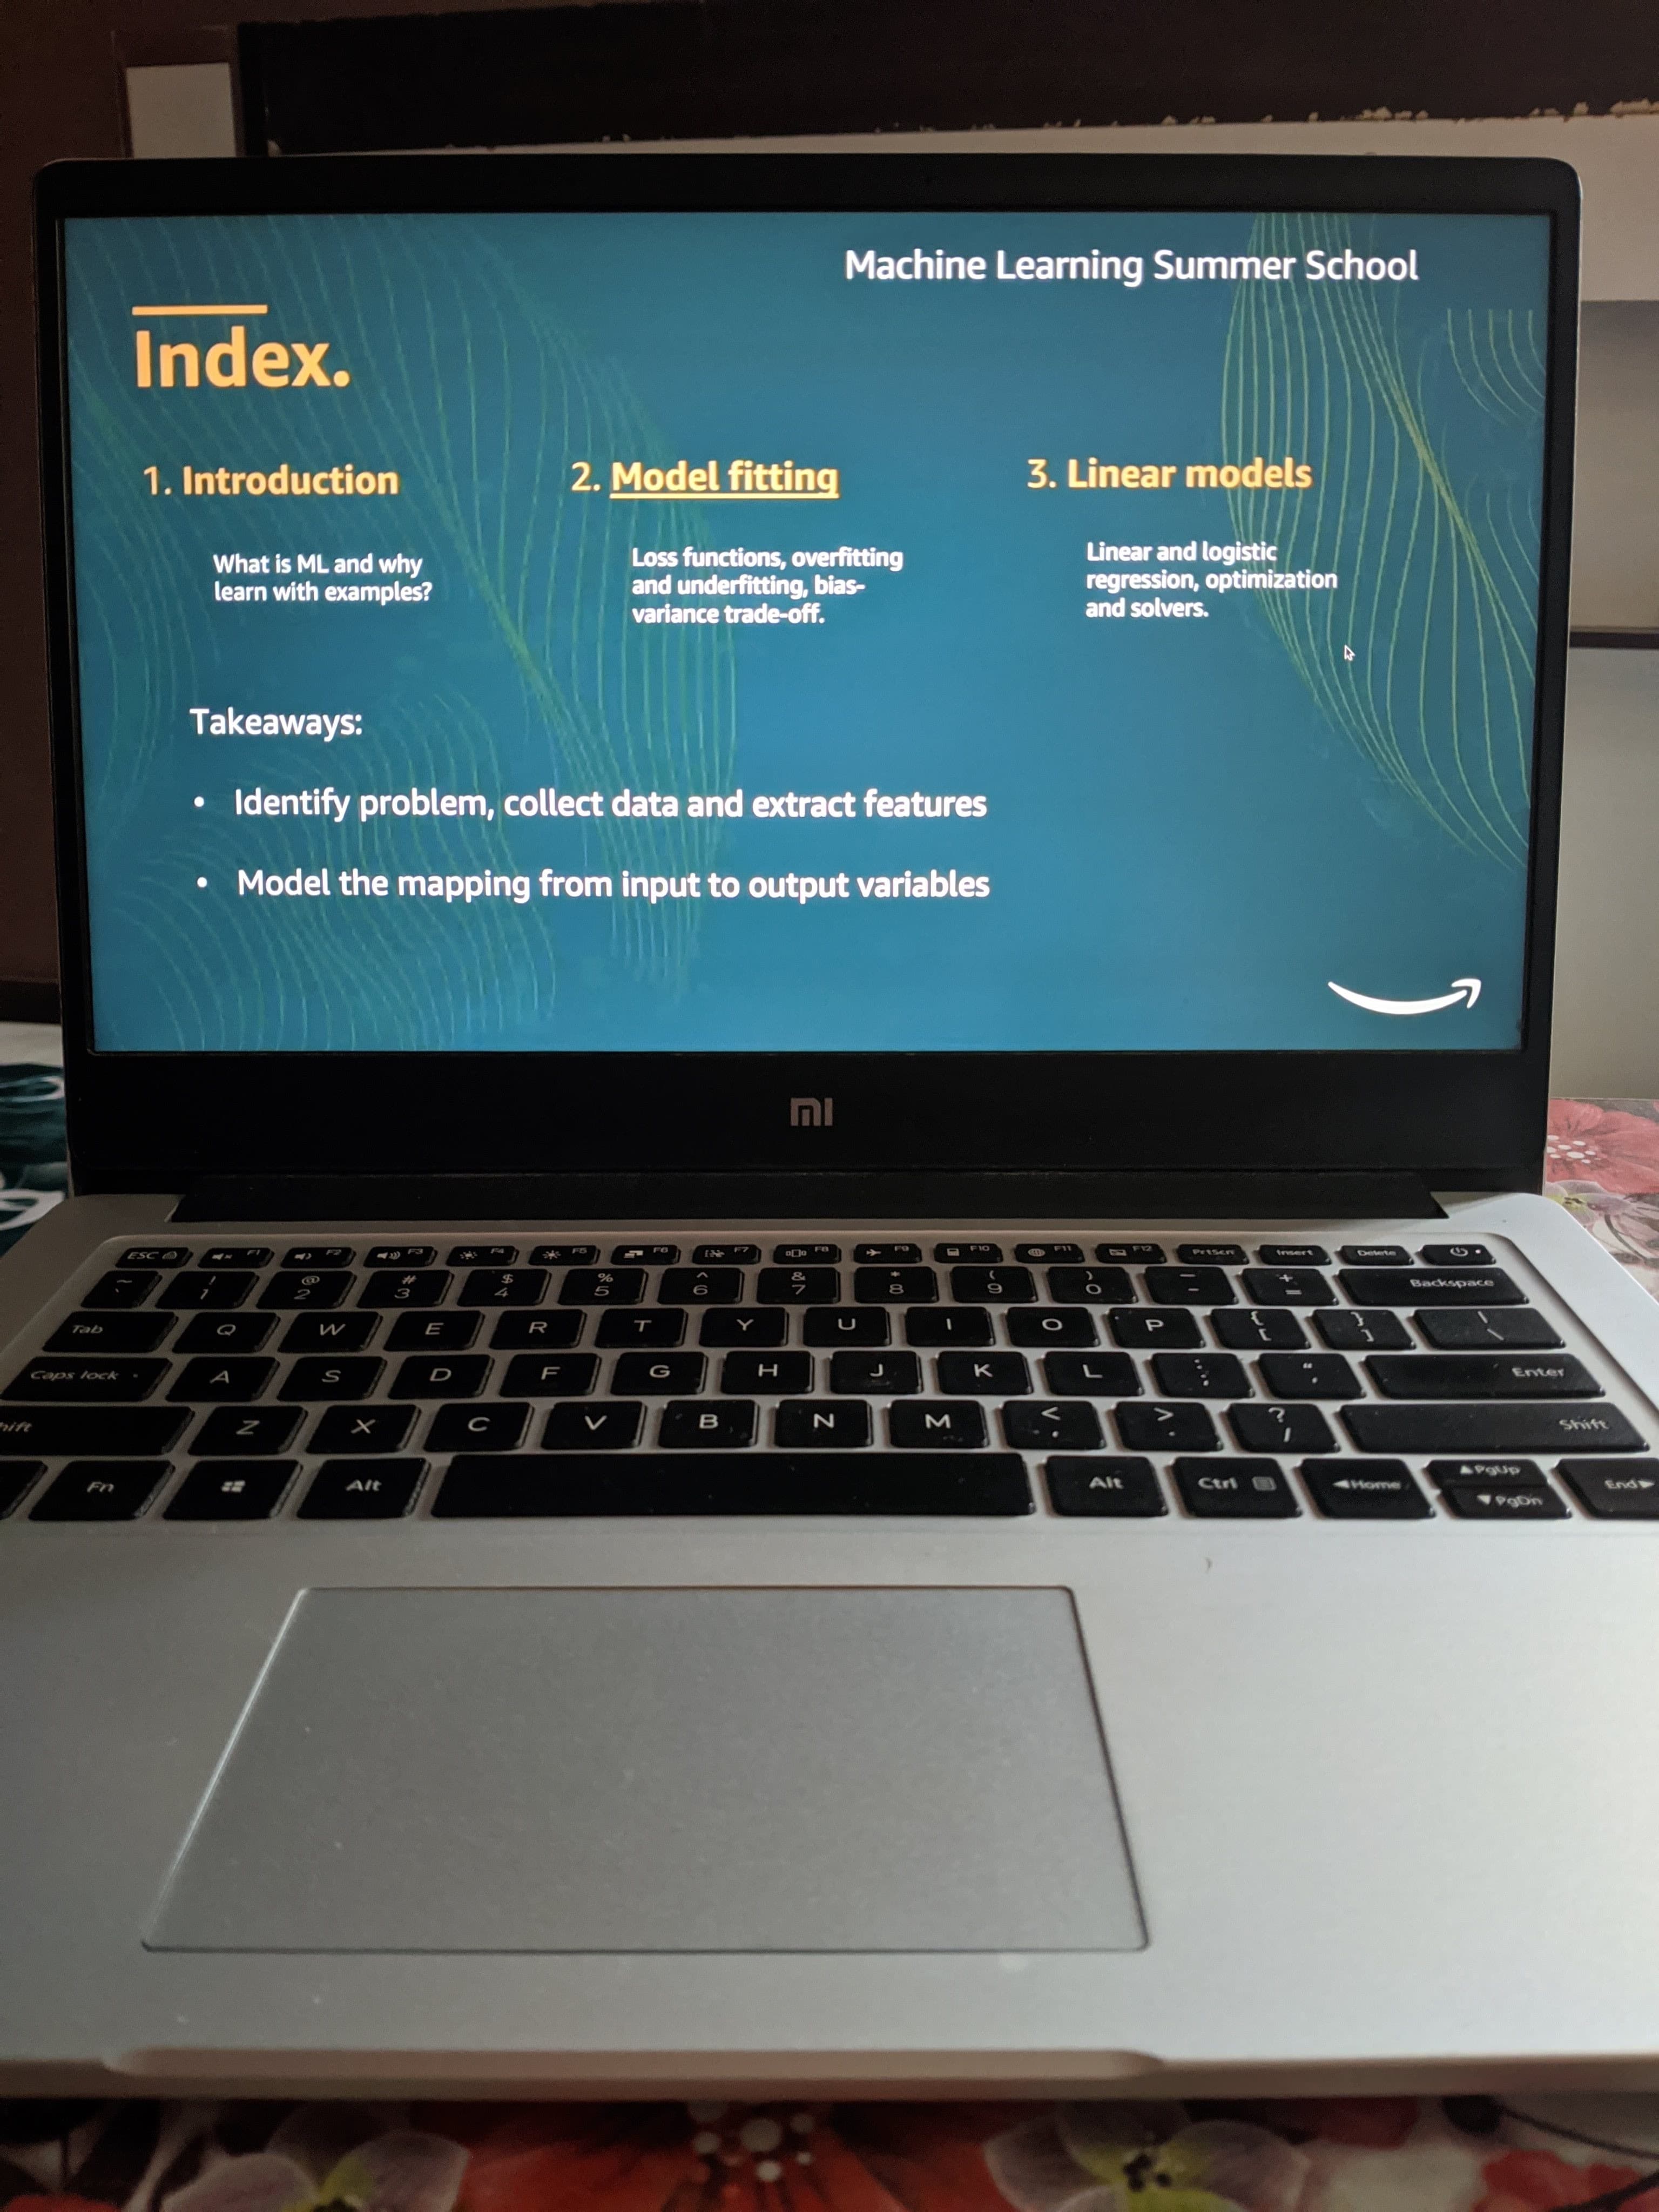 Machine Learning Summer School
Index.
1. Introduction
What is ML and why
learn with examples?
2. Model fitting
Loss functions, overfitting
and underfitting, bias-
variance trade-off.
3. Linear models
Linear and logistic
regression, optimization
and solvers.
Takeaways:
• Identify problem, collect data and extract features
• Model the mapping from input to output variables
mi
ESC F1 F2 F3 F4 F5 F6 F7 F8 F9 F10 F11 F12 PrtScn Insert Delete
~ ! @ # $ % ^ & * ( ) _ +
` 1 2 3 4 5 6 7 8 9 0 - = Backspace
Tab Q W E R T Y U I O P { [ } ] | \
Caps lock A S D F G H J K L : ; " ' Enter
hift Z X C V B N M < , > . ? / Shift
Fn Alt Alt Ctrl ◀Home ▲PgUp ▼PgDn End▶